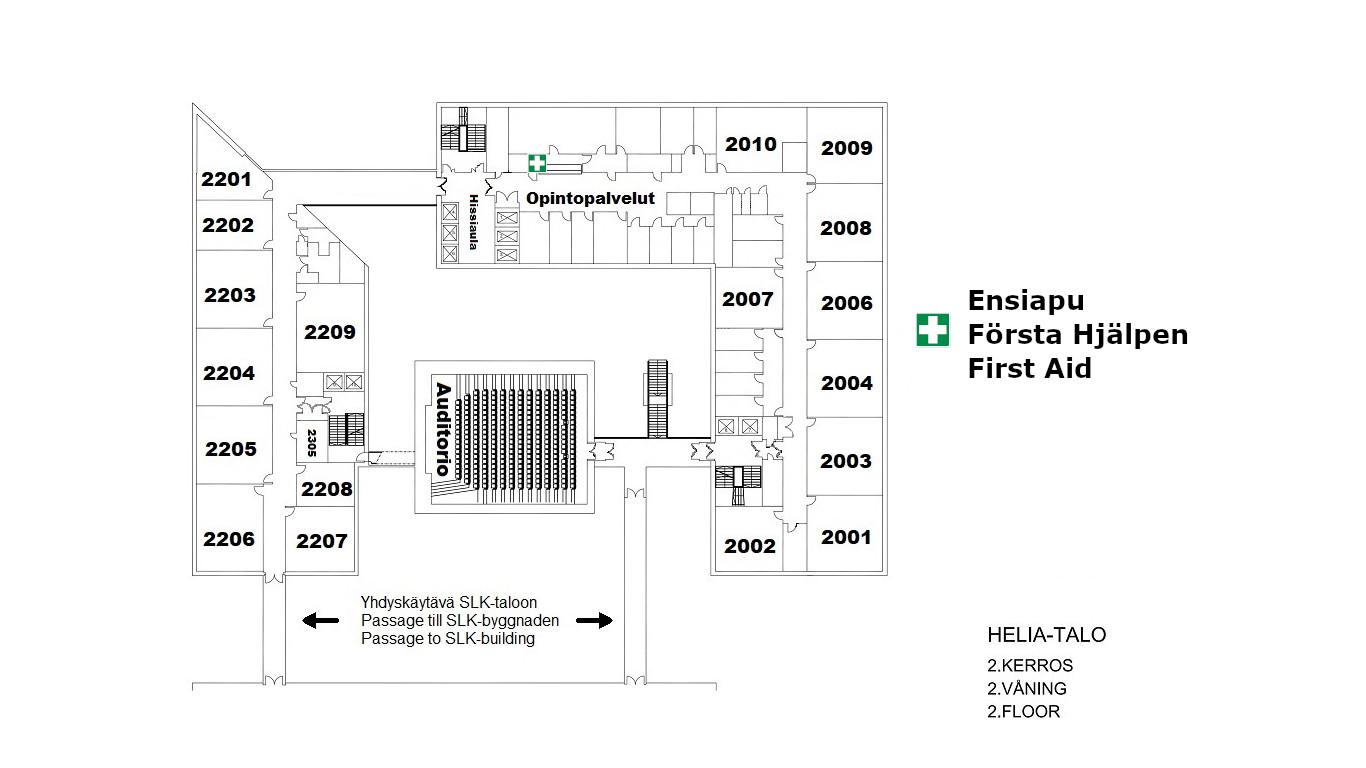 2010
2009
2201
Opintopalvelut
Hissiaula
2202
2008
2203
2007
2006
2209
2204
2004
Auditorio
2305
2205
2003
2208
2206
2207
2002
2001
Ensiapu
Första Hjälpen
First Aid
Yhdyskäytävä SLK-taloon
Passage till SLK-byggnaden
Passage to SLK-building
HELIA-TALO
2.KERROS
2.VÅNING
2.FLOOR